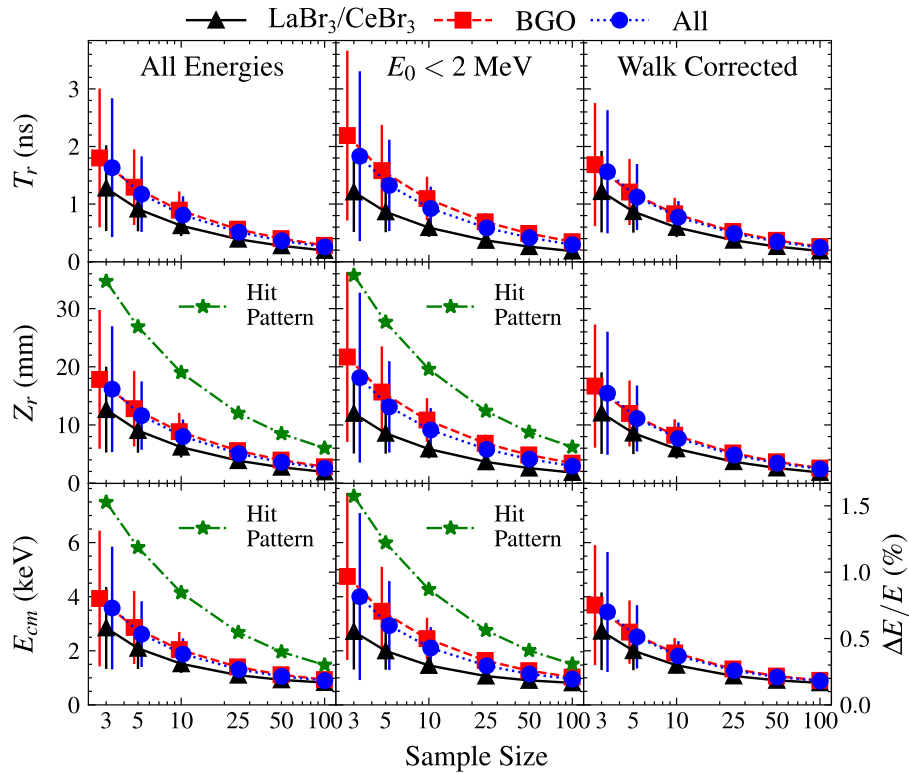 LaBr₃/CeBr₃ BGO All
All Energies E₀ < 2 MeV Walk Corrected
3
2
1
0
Tᵣ (ns)
Hit Pattern Hit Pattern
30
20
10
0
Zᵣ (mm)
Hit Pattern Hit Pattern
6
4
2
0
E_cm (keV)
1.5
1.0
0.5
0.0
ΔE/E (%)
3 5 10 25 50 100 3 5 10 25 50 100 3 5 10 25 50 100
Sample Size